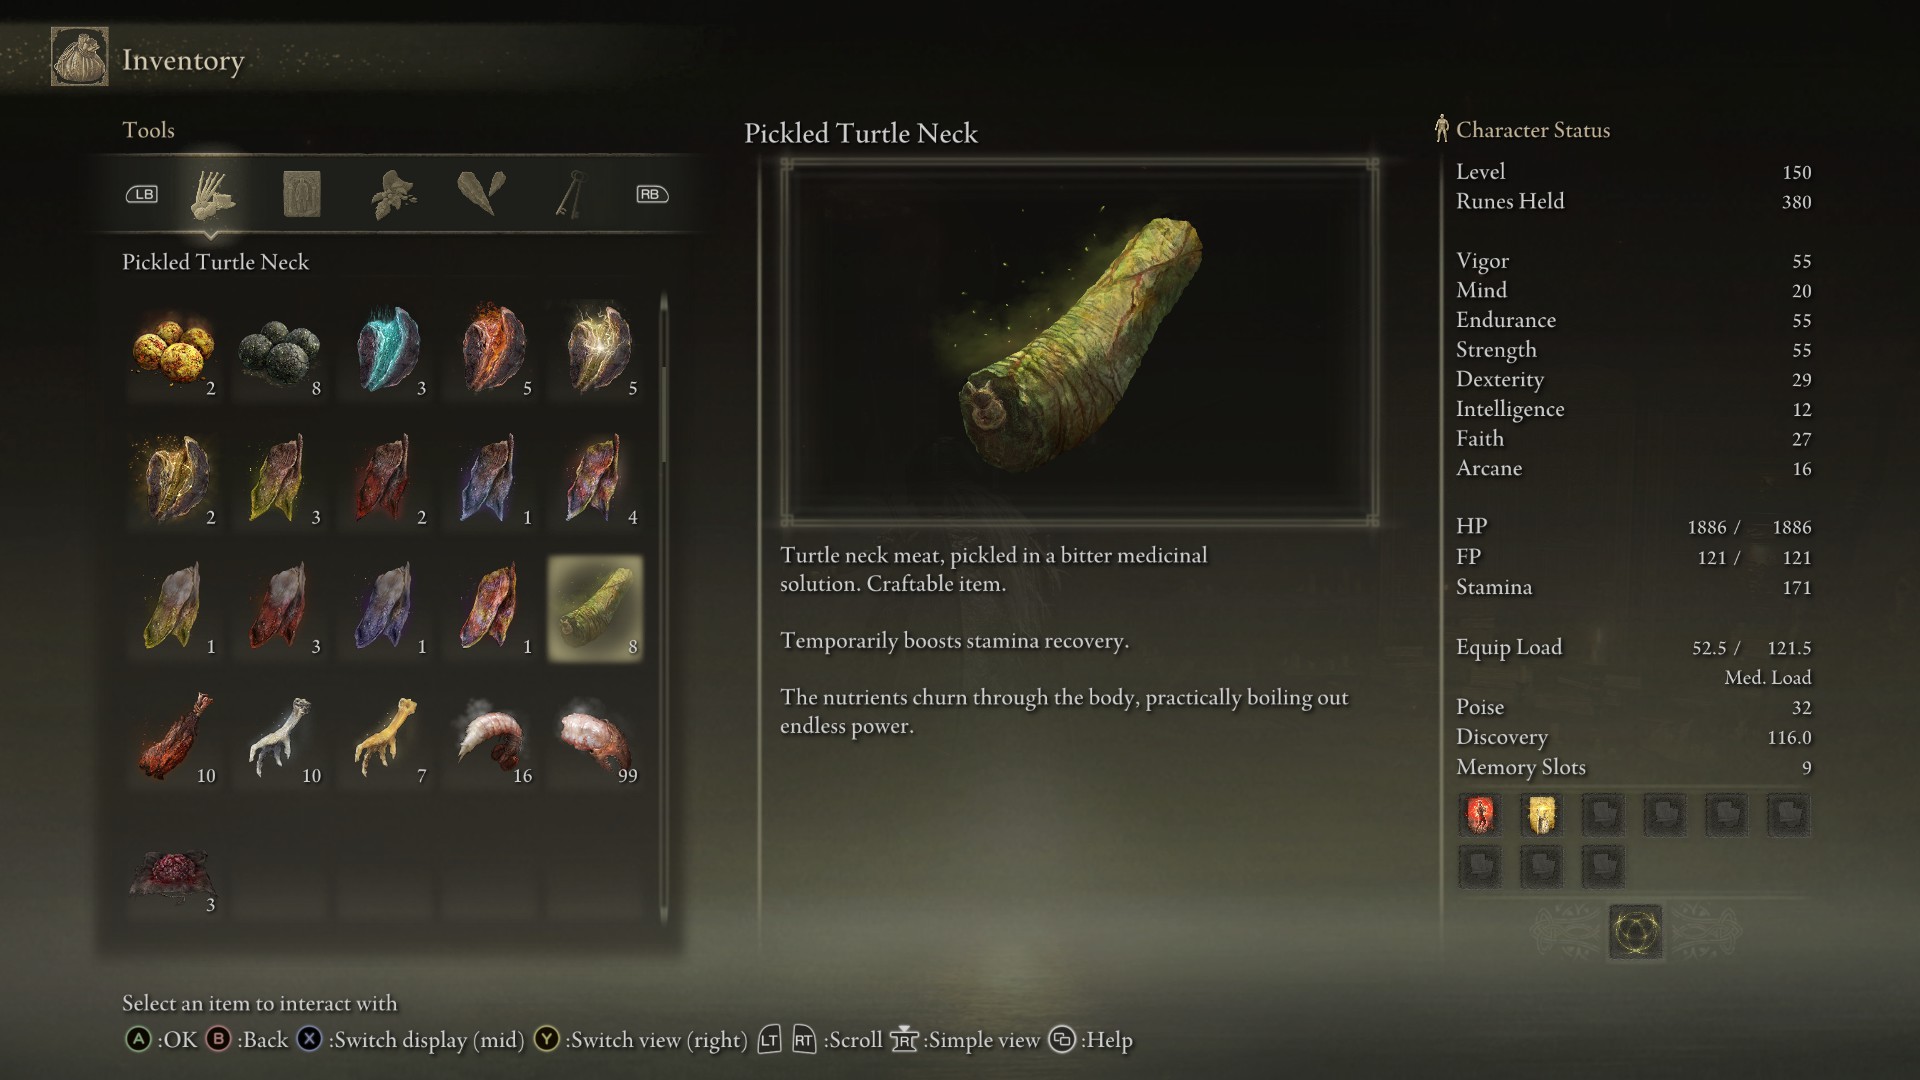 Inventory
Tools
LB
RB
Pickled Turtle Neck
2 8 3 5 5
2 3 2 1 4
1 3 1 1 8
10 10 7 16 99
3
Pickled Turtle Neck
Turtle neck meat, pickled in a bitter medicinal
solution. Craftable item.
Temporarily boosts stamina recovery.
The nutrients churn through the body, practically boiling out
endless power.
Character Status
Level 150
Runes Held 380
Vigor 55
Mind 20
Endurance 55
Strength 55
Dexterity 29
Intelligence 12
Faith 27
Arcane 16
HP 1886 / 1886
FP 121 / 121
Stamina 171
Equip Load 52.5 / 121.5
Med. Load
Poise 32
Discovery 116.0
Memory Slots 9
Select an item to interact with
A :OK B :Back X :Switch display (mid) Y :Switch view (right) LT RT :Scroll R :Simple view :Help